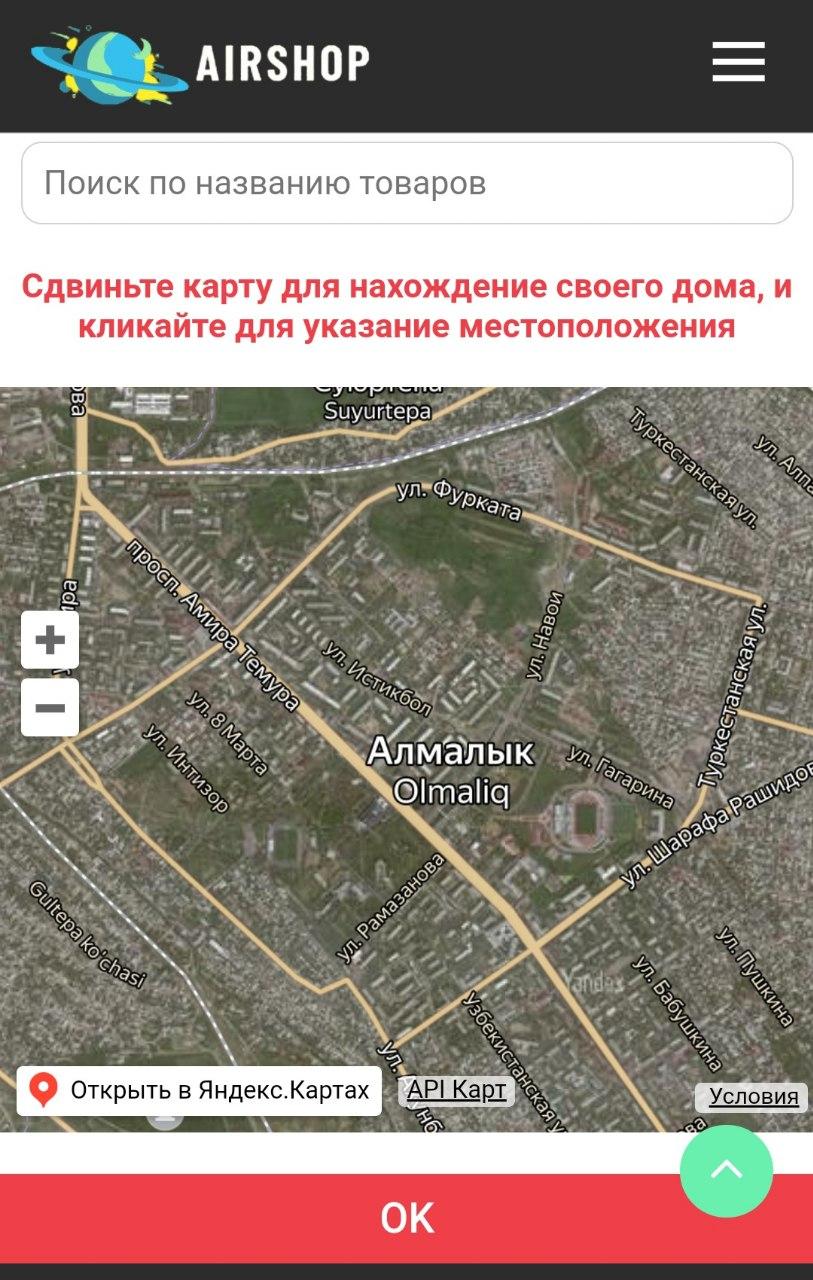 AIRSHOP
Поиск по названию товаров
Сдвиньте карту для нахождение своего дома, и
кликайте для указание местоположения
ова
Suyurtepa
Туркестанская ул.
ул. Фурката
просп. Амира Темура
ул. Навои
ул. Истикбол
Туркестанская ул.
ул. 8 Марта
ул. Интизор
Алмалык
Olmaliq
ул. Гагарина
ул. Шарафа Рашидов
ул. Рамазанова
Gultepa ko'chasi
Yandex
ул. Бабушкина
ул. Пушкина
Узбекистанская у
Открыть в Яндекс.Картах
API Карт
Условия
OK